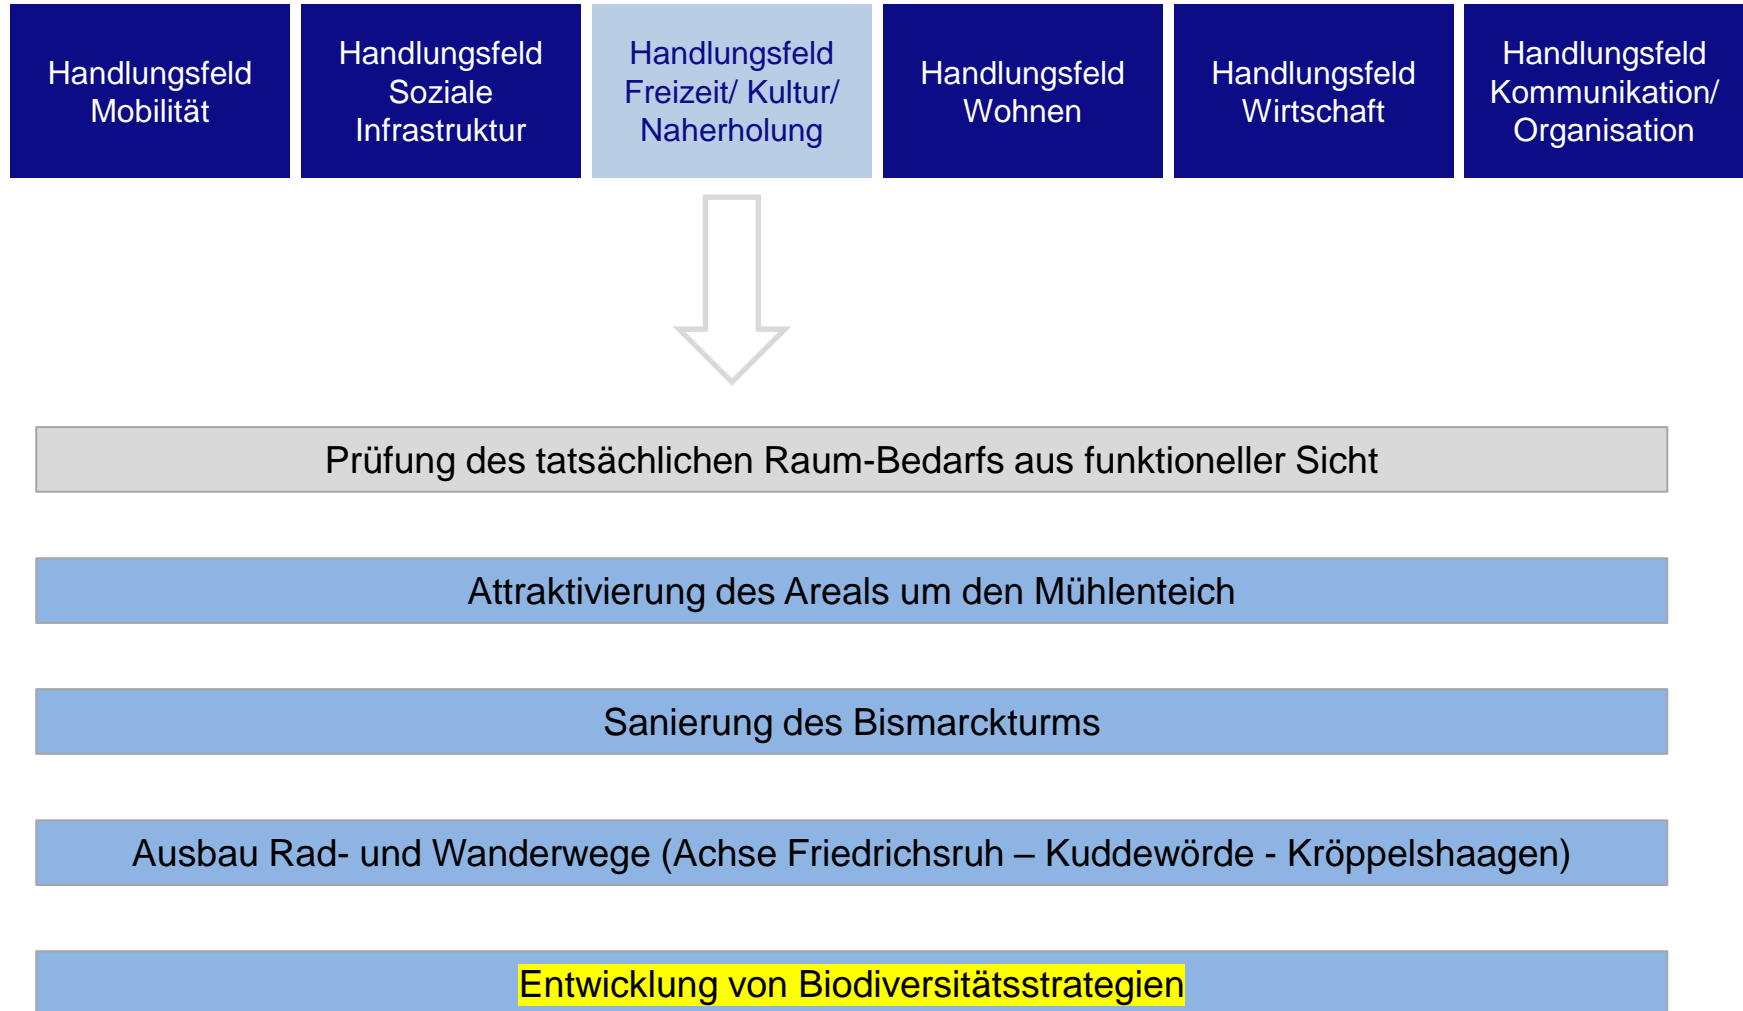 Handlungsfeld
Mobilität
Handlungsfeld
Soziale
Infrastruktur
Handlungsfeld
Freizeit/ Kultur/
Naherholung
Handlungsfeld
Wohnen
Handlungsfeld
Wirtschaft
Handlungsfeld
Kommunikation/
Organisation
Prüfung des tatsächlichen Raum-Bedarfs aus funktioneller Sicht
Attraktivierung des Areals um den Mühlenteich
Sanierung des Bismarckturms
Ausbau Rad- und Wanderwege (Achse Friedrichsruh – Kuddewörde - Kröppelshaagen)
Entwicklung von Biodiversitätsstrategien